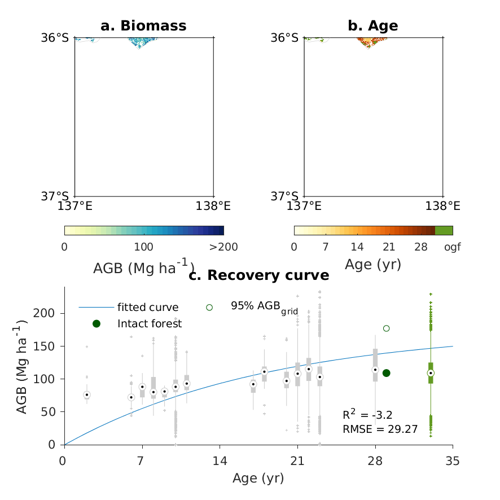 a. Biomass
b. Age
36°S
36°S
37°S
37°S
137°E
138°E
137°E
138°E
0
100
>200
0
7
14
21
28
ogf
AGB (Mg ha-1)
Age (yr)
c. Recovery curve
200
150
100
50
0
AGB (Mg ha-1)
fitted curve
Intact forest
95% AGBgrid
R2 = -3.2
RMSE = 29.27
0
7
14
21
28
35
Age (yr)